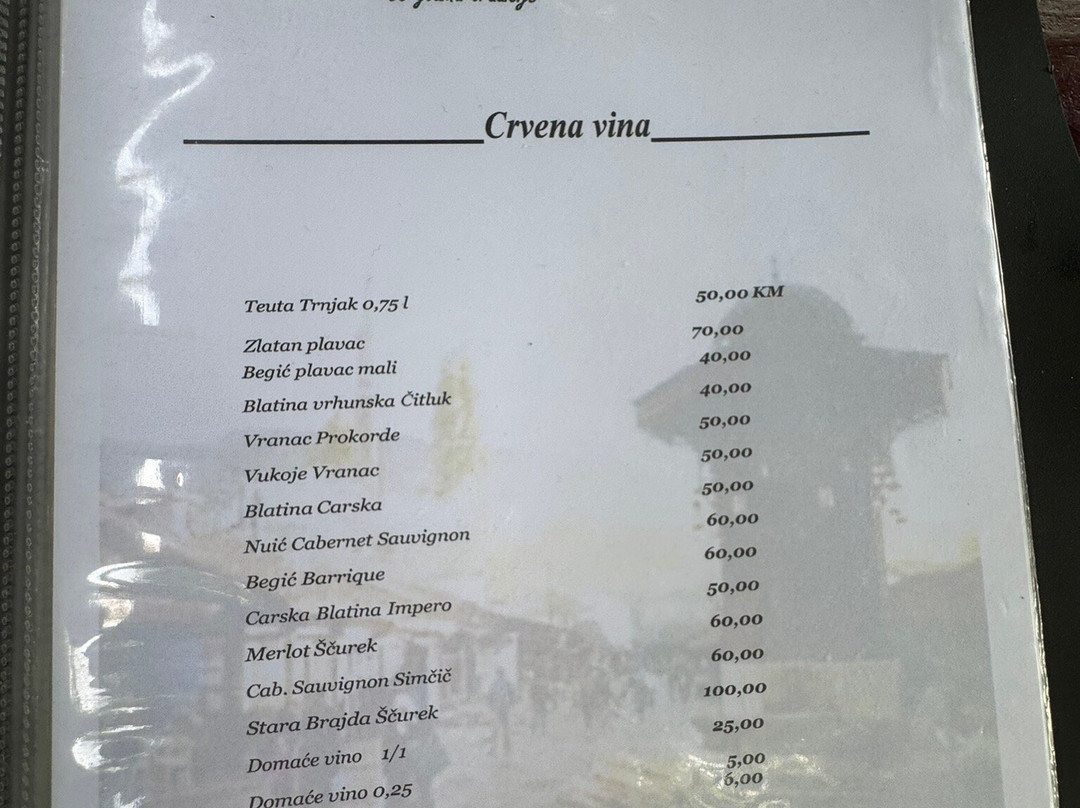 Crvena vina
Teuta Trnjak 0,75 l 50,00 KM
Zlatan plavac 70,00
Begić plavac mali 40,00
Blatina vrhunska Čitluk 40,00
Vranac Prokorde 50,00
Vukoje Vranac 50,00
Blatina Carska 50,00
Nuić Cabernet Sauvignon 60,00
Begić Barrique 60,00
Carska Blatina Impero 50,00
Merlot Ščurek 60,00
Cab. Sauvignon Simčič 60,00
Stara Brajda Ščurek 100,00
Domaće vino 1/1 25,00
Domaće vino 0,25 5,00
6,00